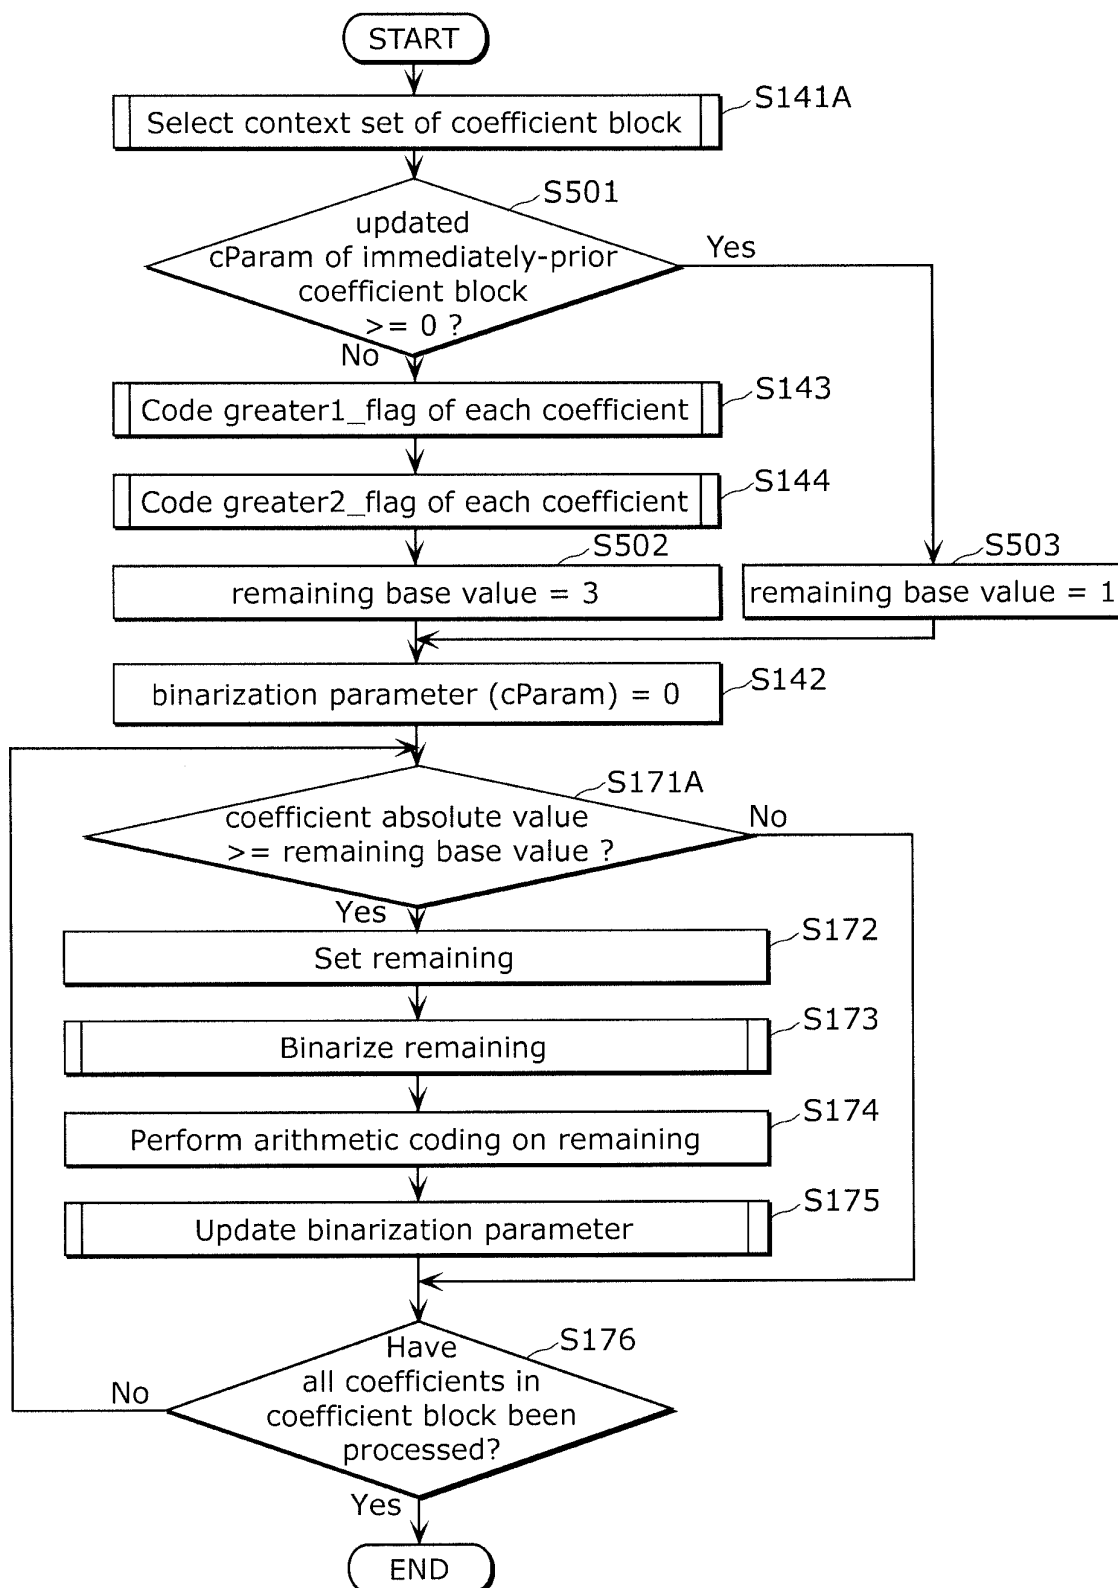 START
S141A
Select context set of coefficient block
S501
updated
cParam of immediately-prior
coefficient block
>= 0 ?
Yes
No
S143
Code greater1_flag of each coefficient
S144
Code greater2_flag of each coefficient
S502
remaining base value = 3
S503
remaining base value = 1
S142
binarization parameter (cParam) = 0
S171A
coefficient absolute value
>= remaining base value ?
No
Yes
S172
Set remaining
S173
Binarize remaining
S174
Perform arithmetic coding on remaining
S175
Update binarization parameter
S176
Have
all coefficients in
coefficient block been
processed?
No
Yes
END